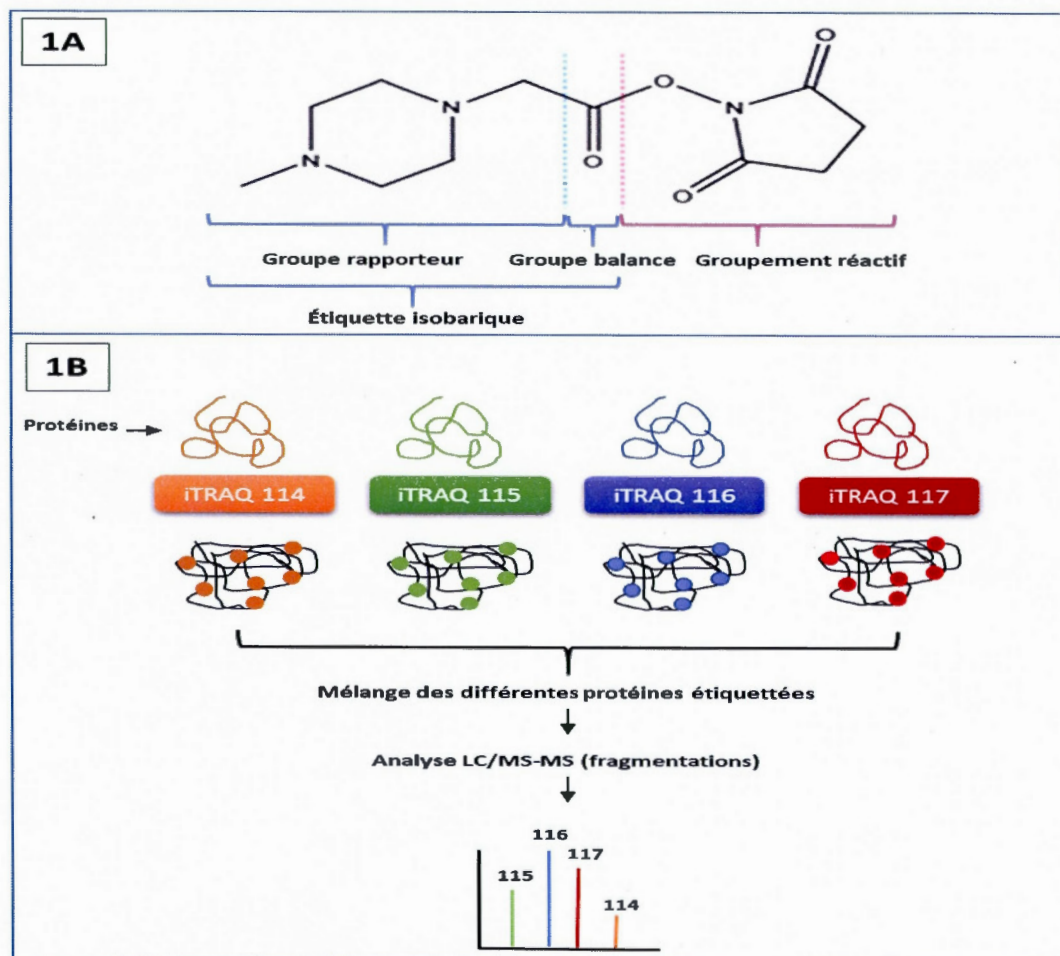 1A
O
O
N
N
N
O
O
Groupe rapporteur Groupe balance Groupement réactif
Étiquette isobarique
1B
Protéines
iTRAQ 114 iTRAQ 115 iTRAQ 116 iTRAQ 117
Mélange des différentes protéines étiquettées
Analyse LC/MS-MS (fragmentations)
116
117
115
114